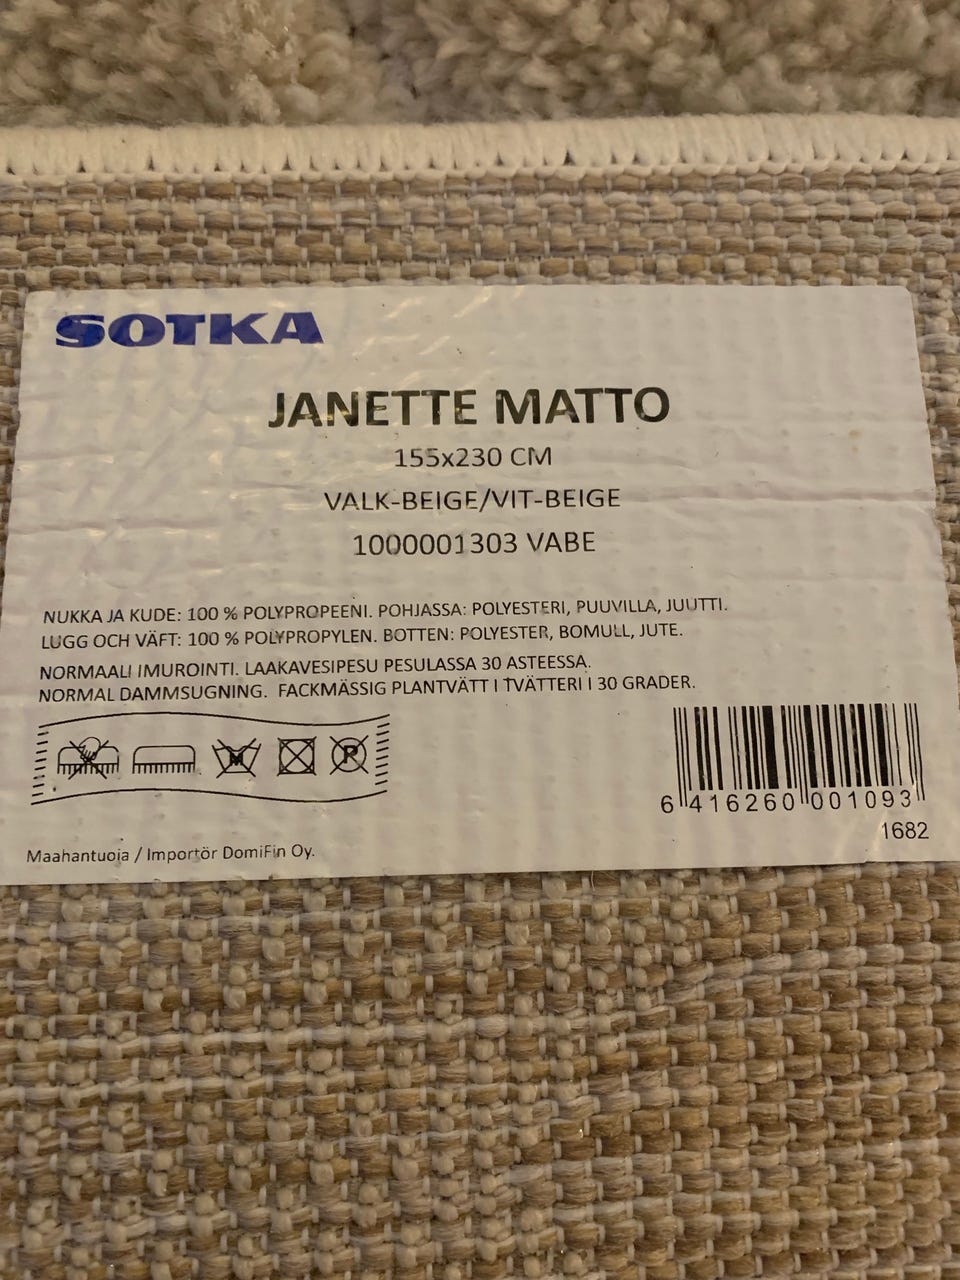 SOTKA
JANETTE MATTO
155x230 CM
VALK-BEIGE/VIT-BEIGE
1000001303 VABE
NUKKA JA KUDE: 100 % POLYPROPEENI. POHJASSA: POLYESTERI, PUUVILLA, JUUTTI.
LUGG OCH VÄFT: 100 % POLYPROPYLEN. BOTTEN: POLYESTER, BOMULL, JUTE.
NORMAALI IMUROINTI. LAAKAVESIPESU PESULASSA 30 ASTEESSA.
NORMAL DAMMSUGNING. FACKMÄSSIG PLANTVÄTT I TVÄTTERI I 30 GRADER.
M P
6 416260 001093
1682
Maahantuoja / Importör DomiFin Oy.